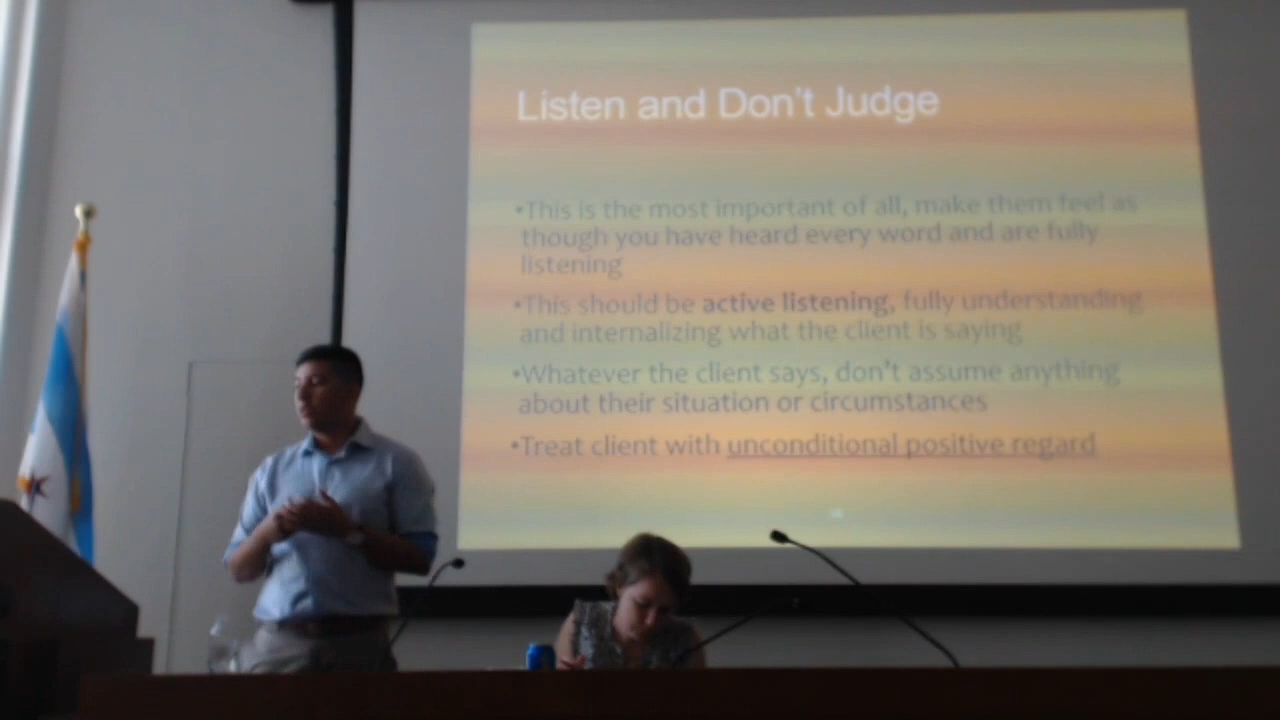 Listen and Don't Judge
•This is the most important of all, make them feel as
though you have heard every word and are fully
listening
•This should be active listening, fully understanding
and internalizing what the client is saying
•Whatever the client says, don't assume anything
about their situation or circumstances
•Treat client with unconditional positive regard